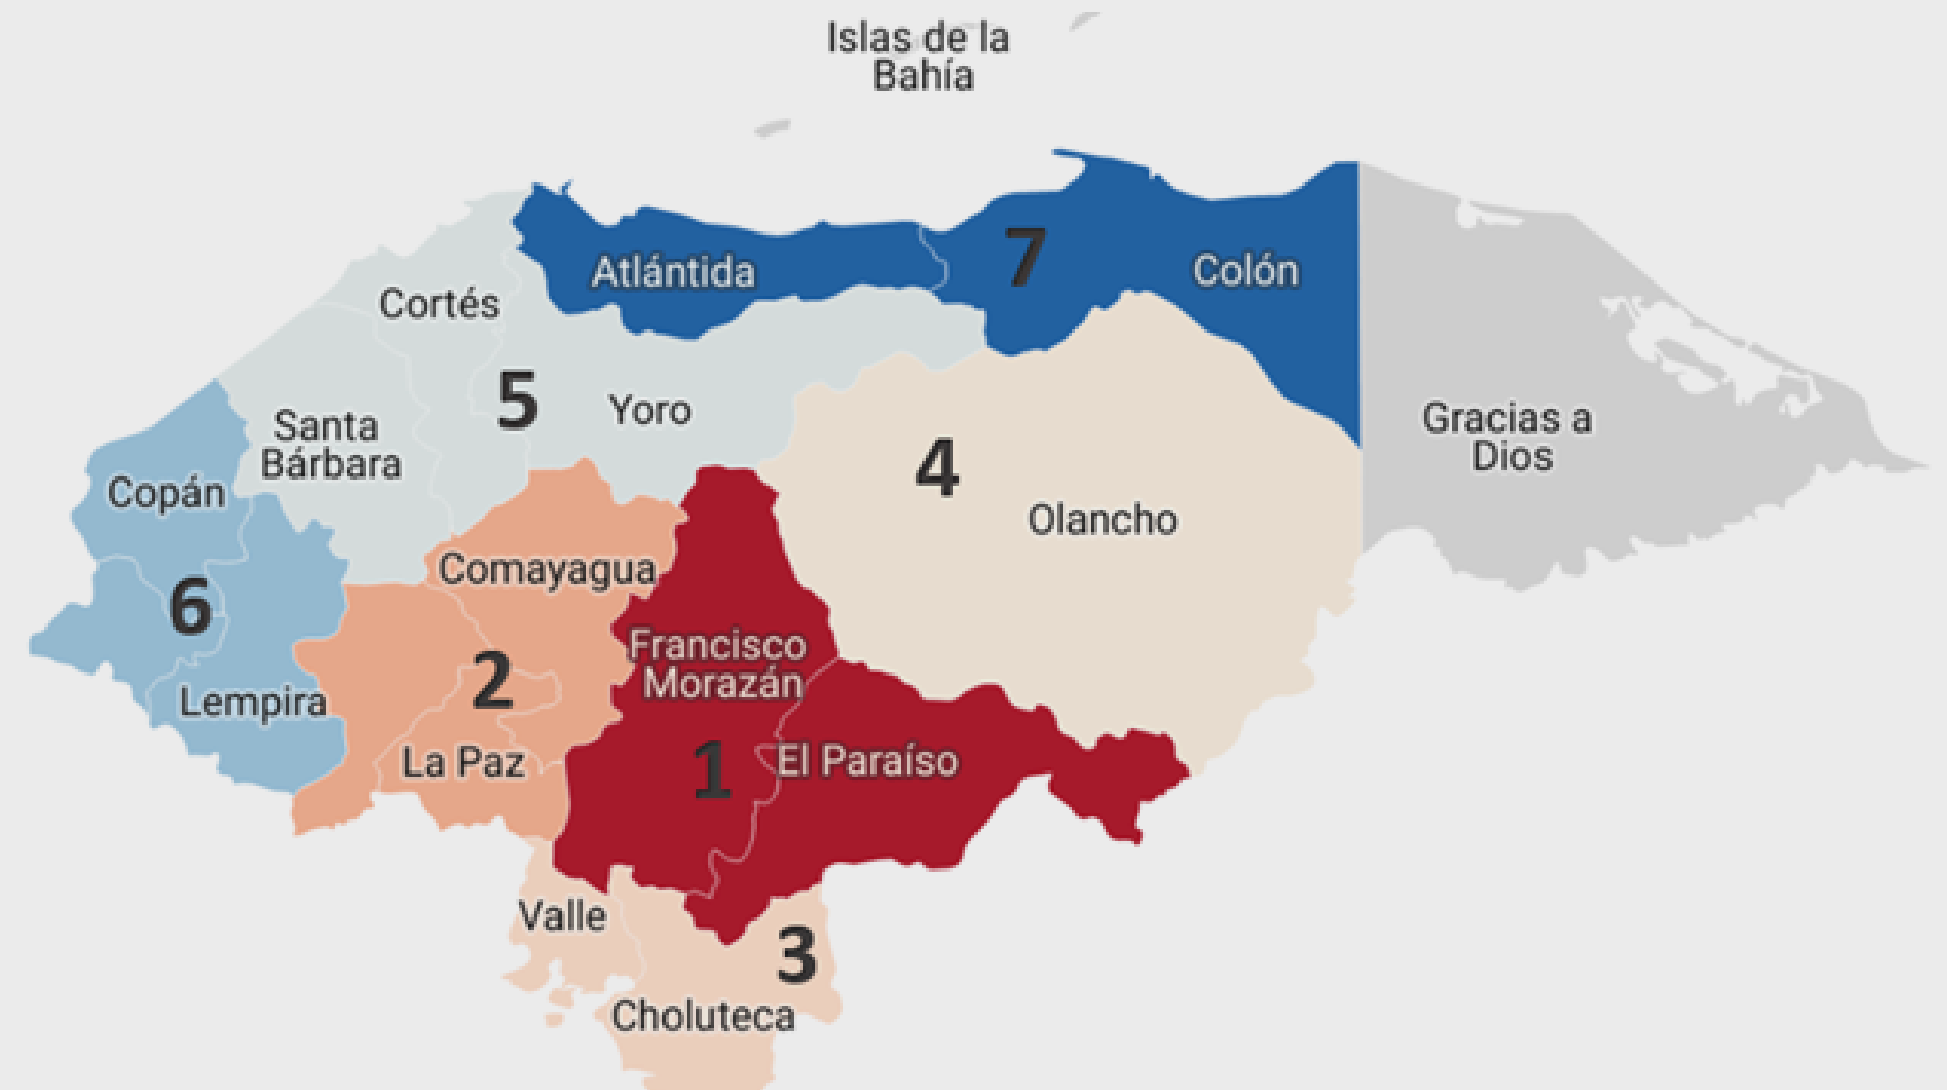 Islas de la
Bahía
Atlántida
7
Colón
Cortés
5
Yoro
Santa
Bárbara
Gracias a
Dios
Copán
4
Olancho
Comayagua
6
Francisco
Morazán
2
Lempira
La Paz
1
El Paraíso
Valle
3
Choluteca